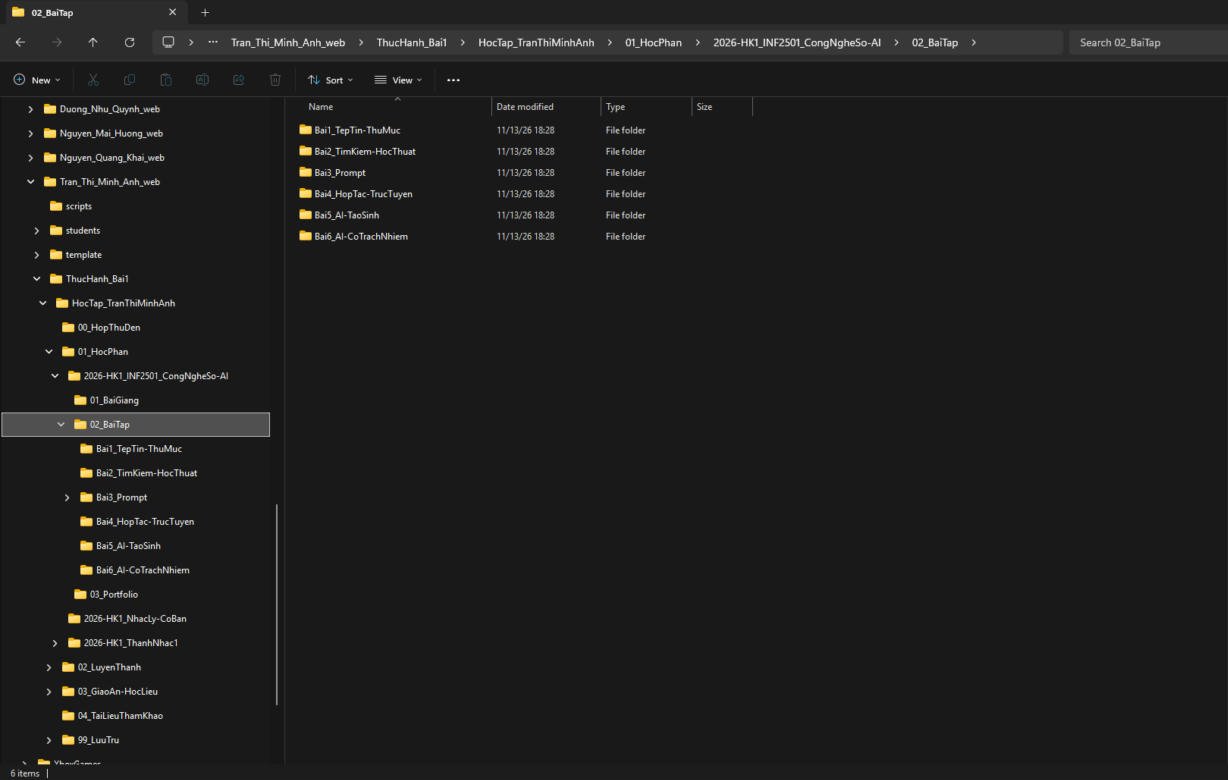 02_BaiTap
Tran_Thi_Minh_Anh_web > ThucHanh_Bai1 > HocTap_TranThiMinhAnh > 01_HocPhan > 2026-HK1_INF2501_CongNgheSo-AI > 02_BaiTap >
Search 02_BaiTap
New
Sort
View
Duong_Nhu_Quynh_web
Nguyen_Mai_Huong_web
Nguyen_Quang_Khai_web
Tran_Thi_Minh_Anh_web
scripts
students
template
ThucHanh_Bai1
HocTap_TranThiMinhAnh
00_HopThuDen
01_HocPhan
2026-HK1_INF2501_CongNgheSo-AI
01_BaiGiang
02_BaiTap
Bai1_TepTin-ThuMuc
Bai2_TimKiem-HocThuat
Bai3_Prompt
Bai4_HopTac-TrucTuyen
Bai5_AI-TaoSinh
Bai6_AI-CoTrachNhiem
03_Portfolio
2026-HK1_NhacLy-CoBan
2026-HK1_ThanhNhac1
02_LuyenThanh
03_GiaoAn-HocLieu
04_TaiLieuThamKhao
99_LuuTru
XboxGames
Name Date modified Type Size
Bai1_TepTin-ThuMuc 11/13/26 18:28 File folder
Bai2_TimKiem-HocThuat 11/13/26 18:28 File folder
Bai3_Prompt 11/13/26 18:28 File folder
Bai4_HopTac-TrucTuyen 11/13/26 18:28 File folder
Bai5_AI-TaoSinh 11/13/26 18:28 File folder
Bai6_AI-CoTrachNhiem 11/13/26 18:28 File folder
6 items